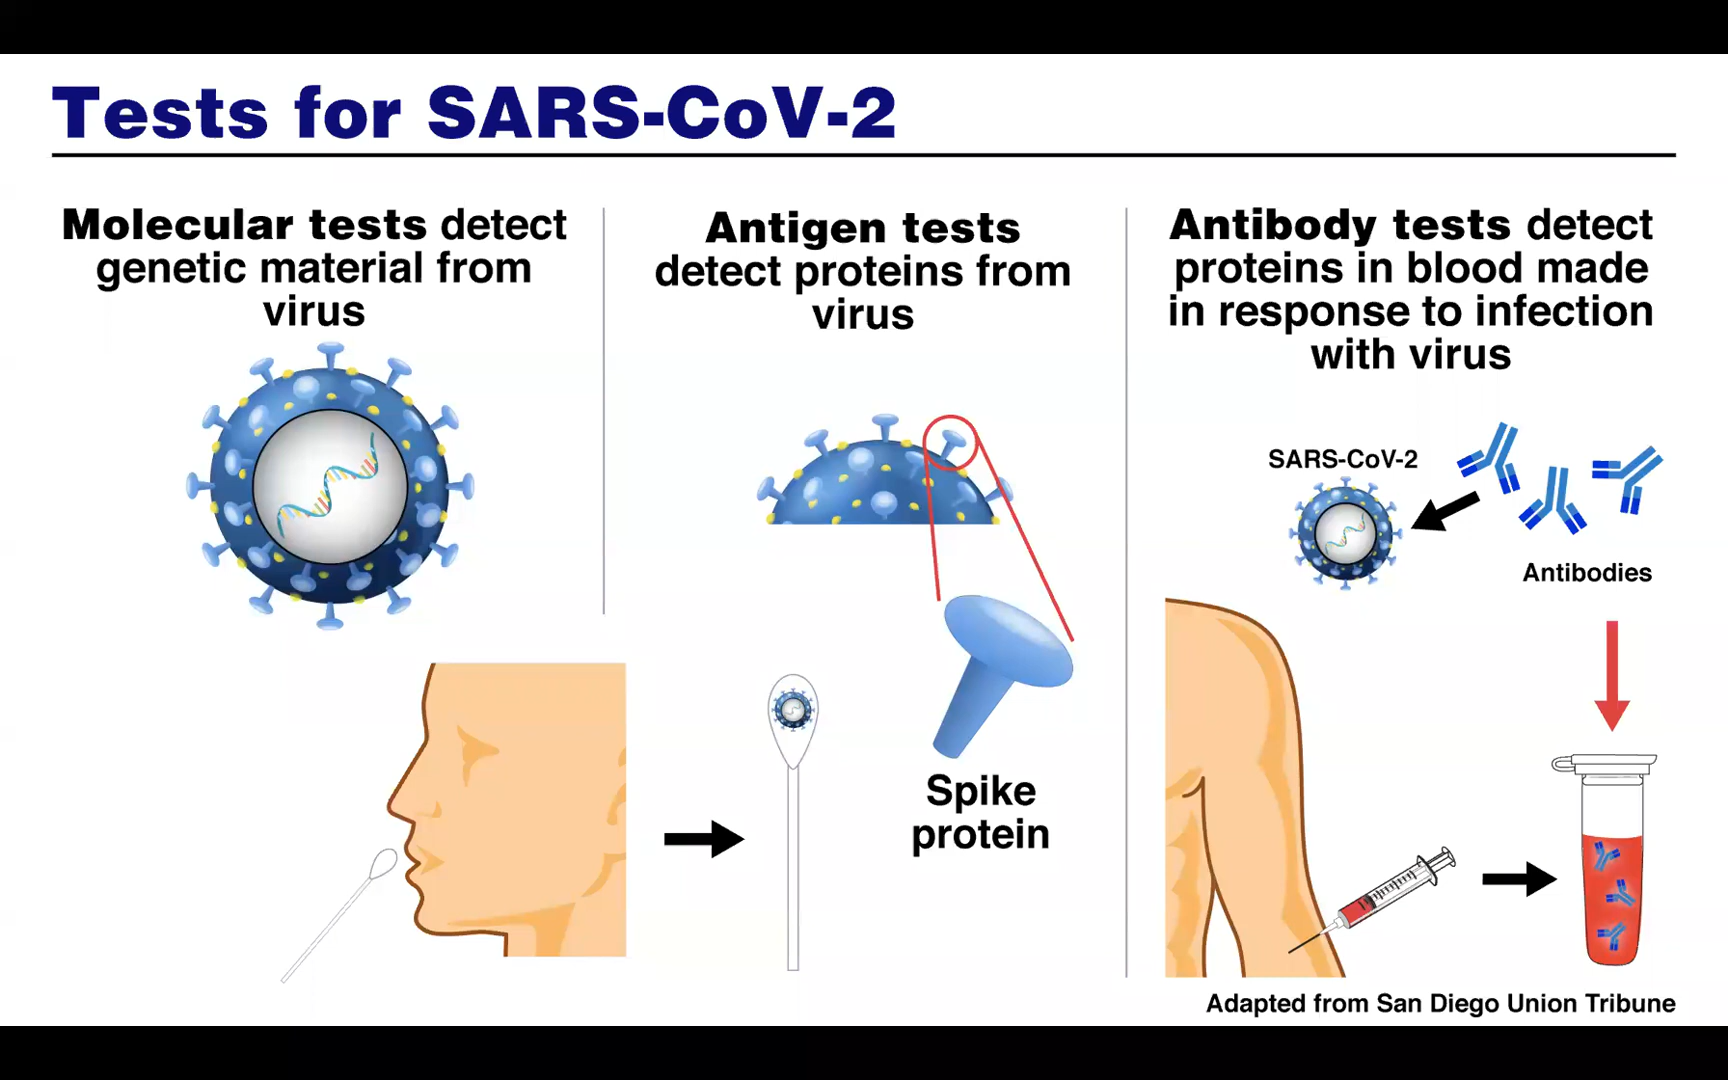 Tests for SARS-CoV-2
Molecular tests detect
genetic material from
virus
Antigen tests
detect proteins from
virus
Spike
protein
Antibody tests detect
proteins in blood made
in response to infection
with virus
SARS-CoV-2
Antibodies
Adapted from San Diego Union Tribune